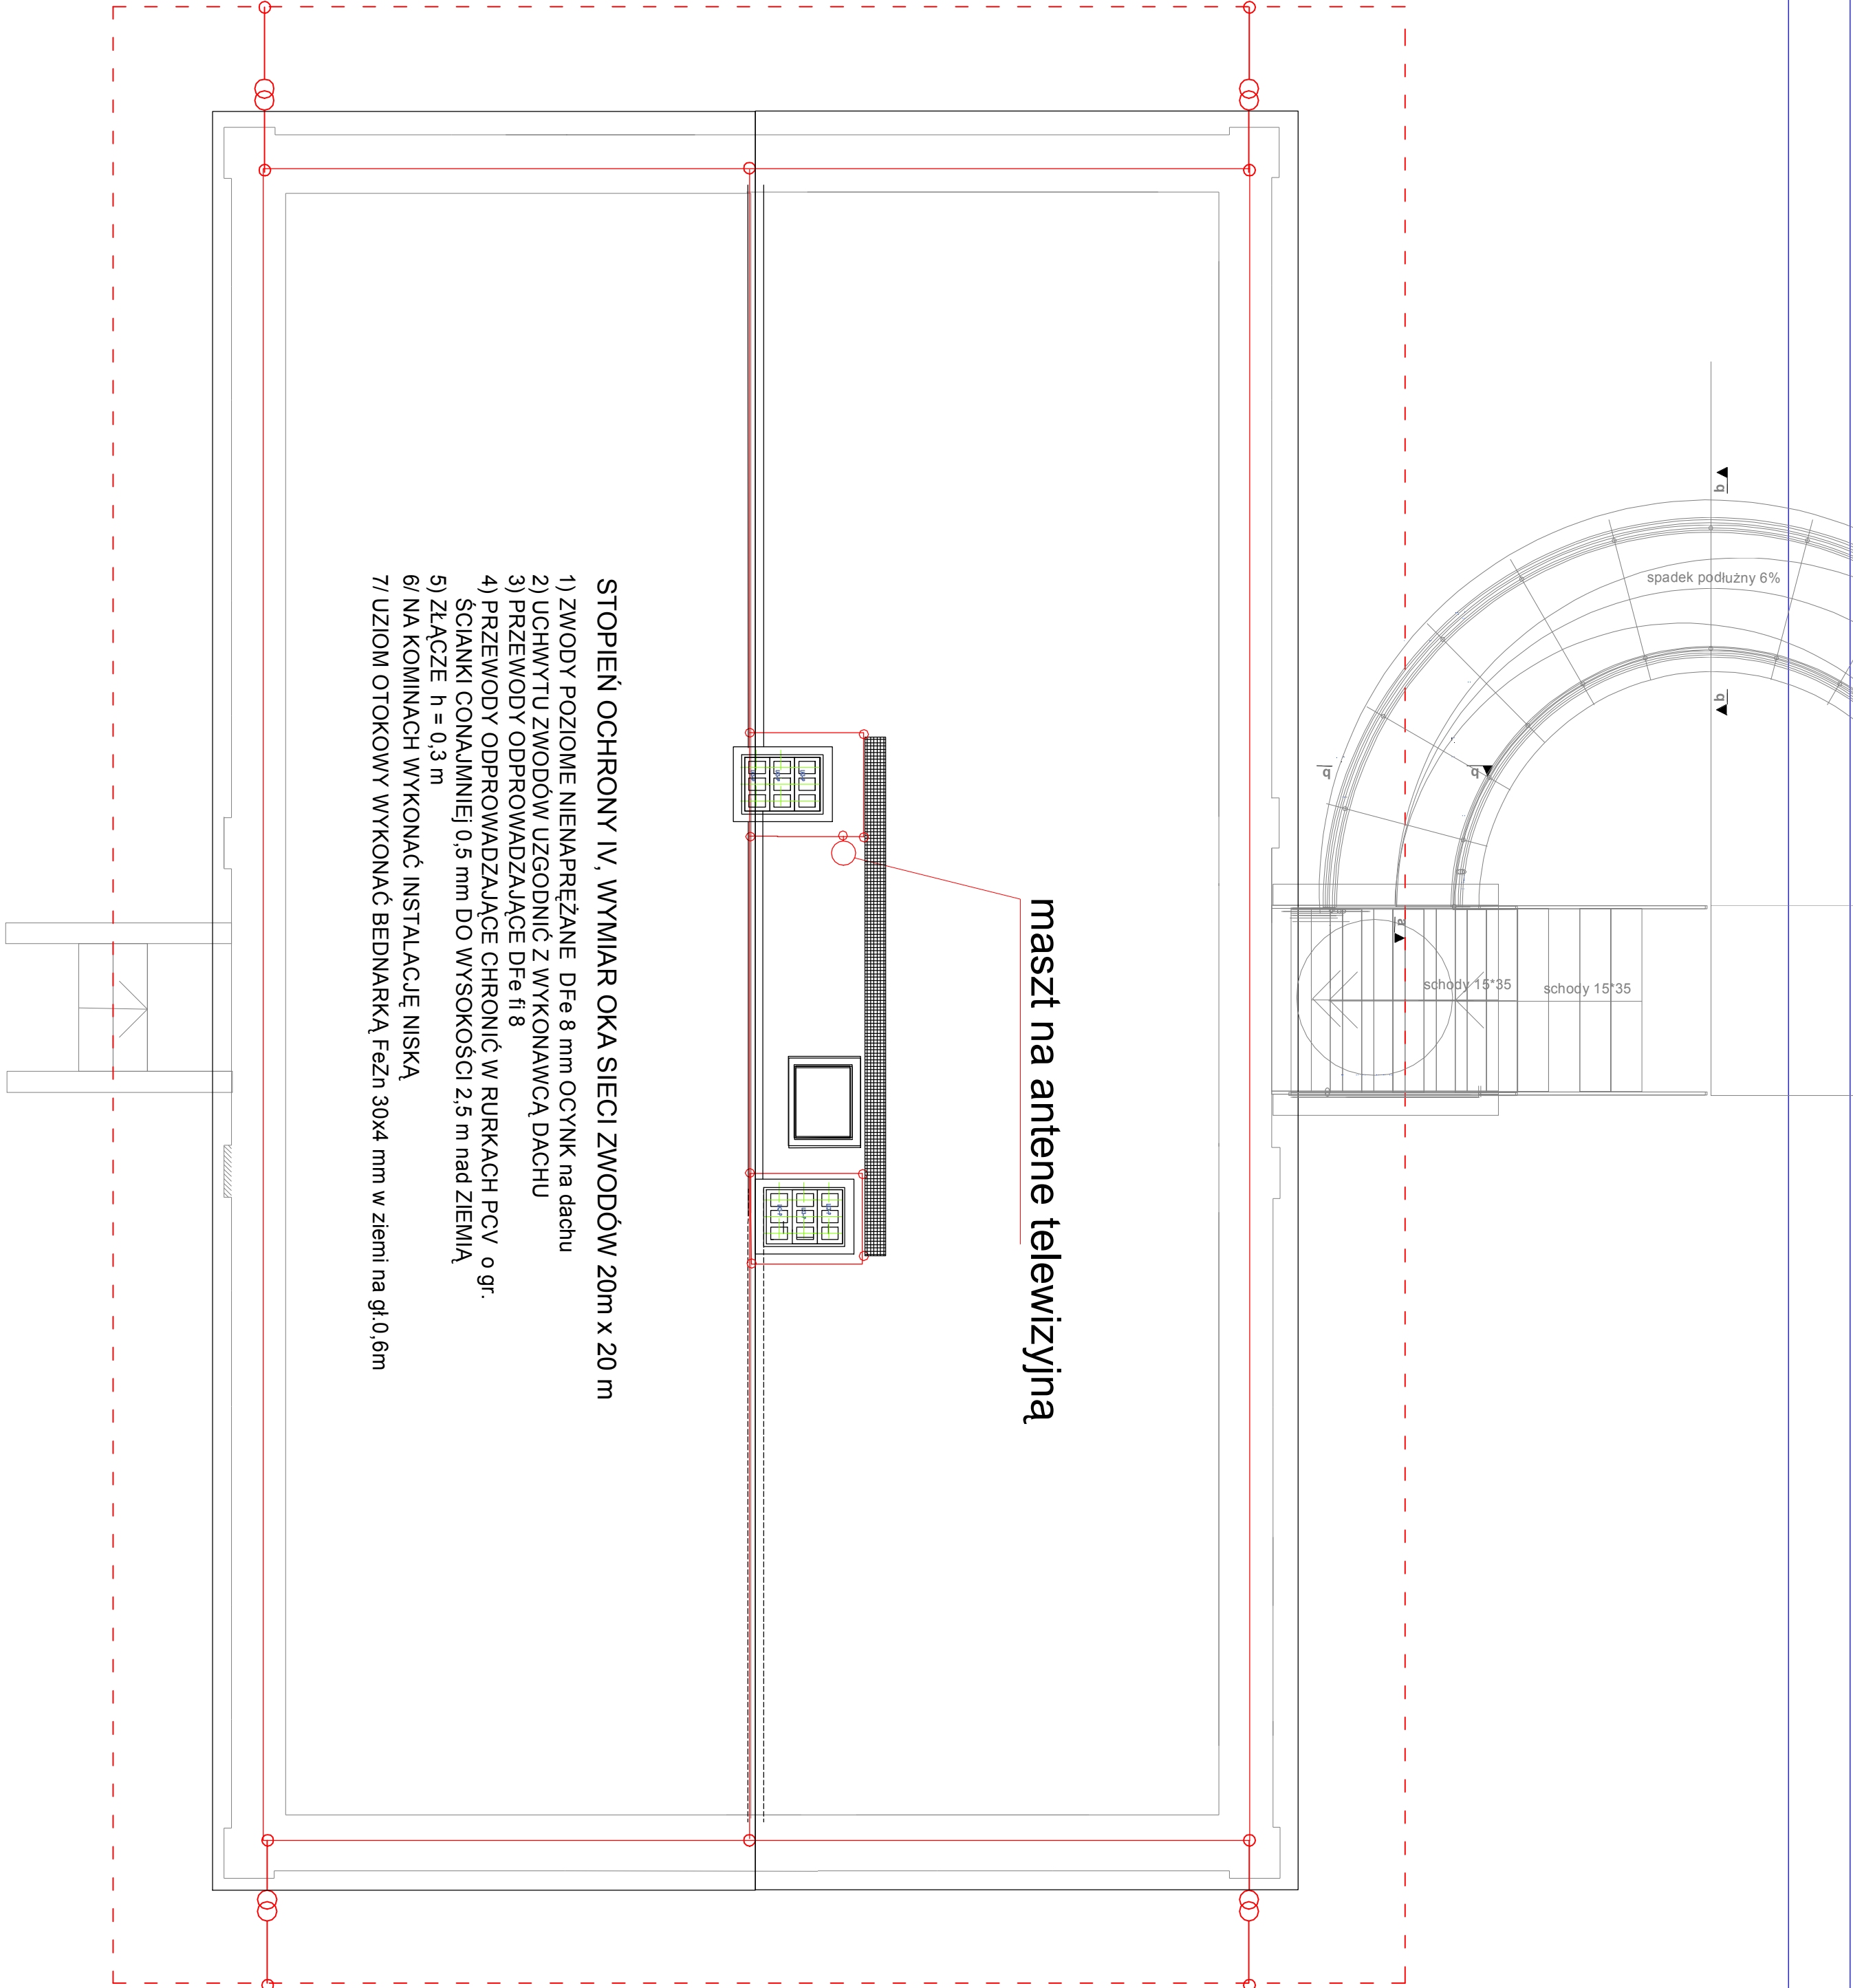 STOPIEŃ OCHRONY IV, WYMIAR OKA SIECI ZWODÓW 20m x 20 m
1) ZWODY POZIOME NIENAPRĘŻANE DFe 8 mm OCYNK na dachu
2) UCHWYTU ZWODÓW UZGODNIĆ Z WYKONAWCĄ DACHU
3) PRZEWODY ODPROWADZAJĄCE DFe fi 8
4) PRZEWODY ODPROWADZAJĄCE CHRONIĆ W RURKACH PCV o gr.
ŚCIANKI CONAJMNIEj 0,5 mm DO WYSOKOŚCI 2,5 m nad ZIEMIĄ
5) ZŁĄCZE h = 0,3 m
6/ NA KOMINACH WYKONAĆ INSTALACJĘ NISKĄ
7/ UZIOM OTOKOWY WYKONAĆ BEDNARKĄ FeZn 30x4 mm w ziemi na gł.0,6m
maszt na antene telewizyjną
spadek podłużny 6%
schody 15*35
schody 15*35
b
b
b
b
a